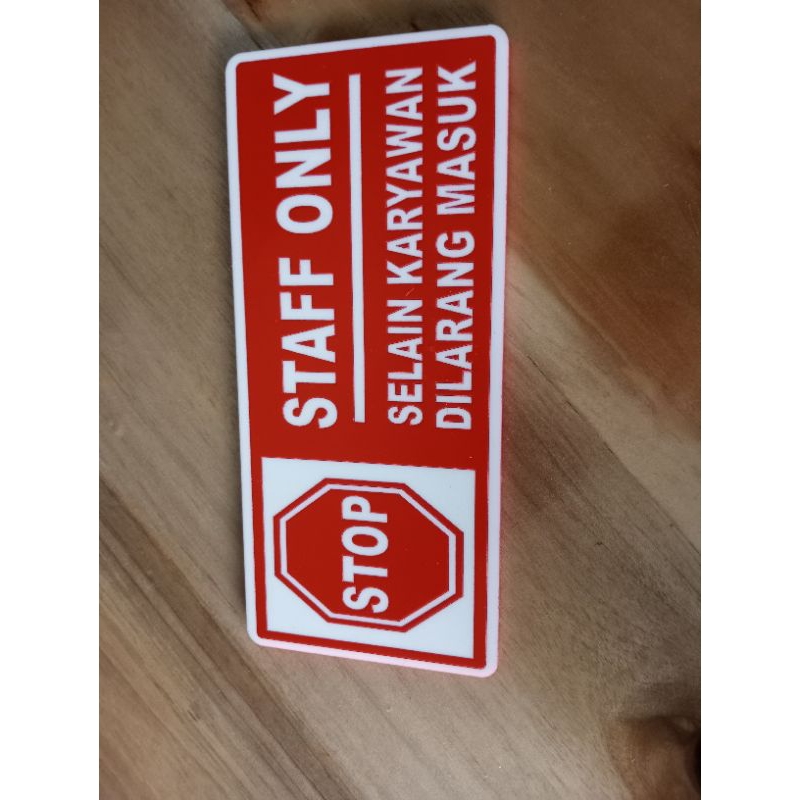 STOP
STAFF ONLY
SELAIN KARYAWAN
DILARANG MASUK